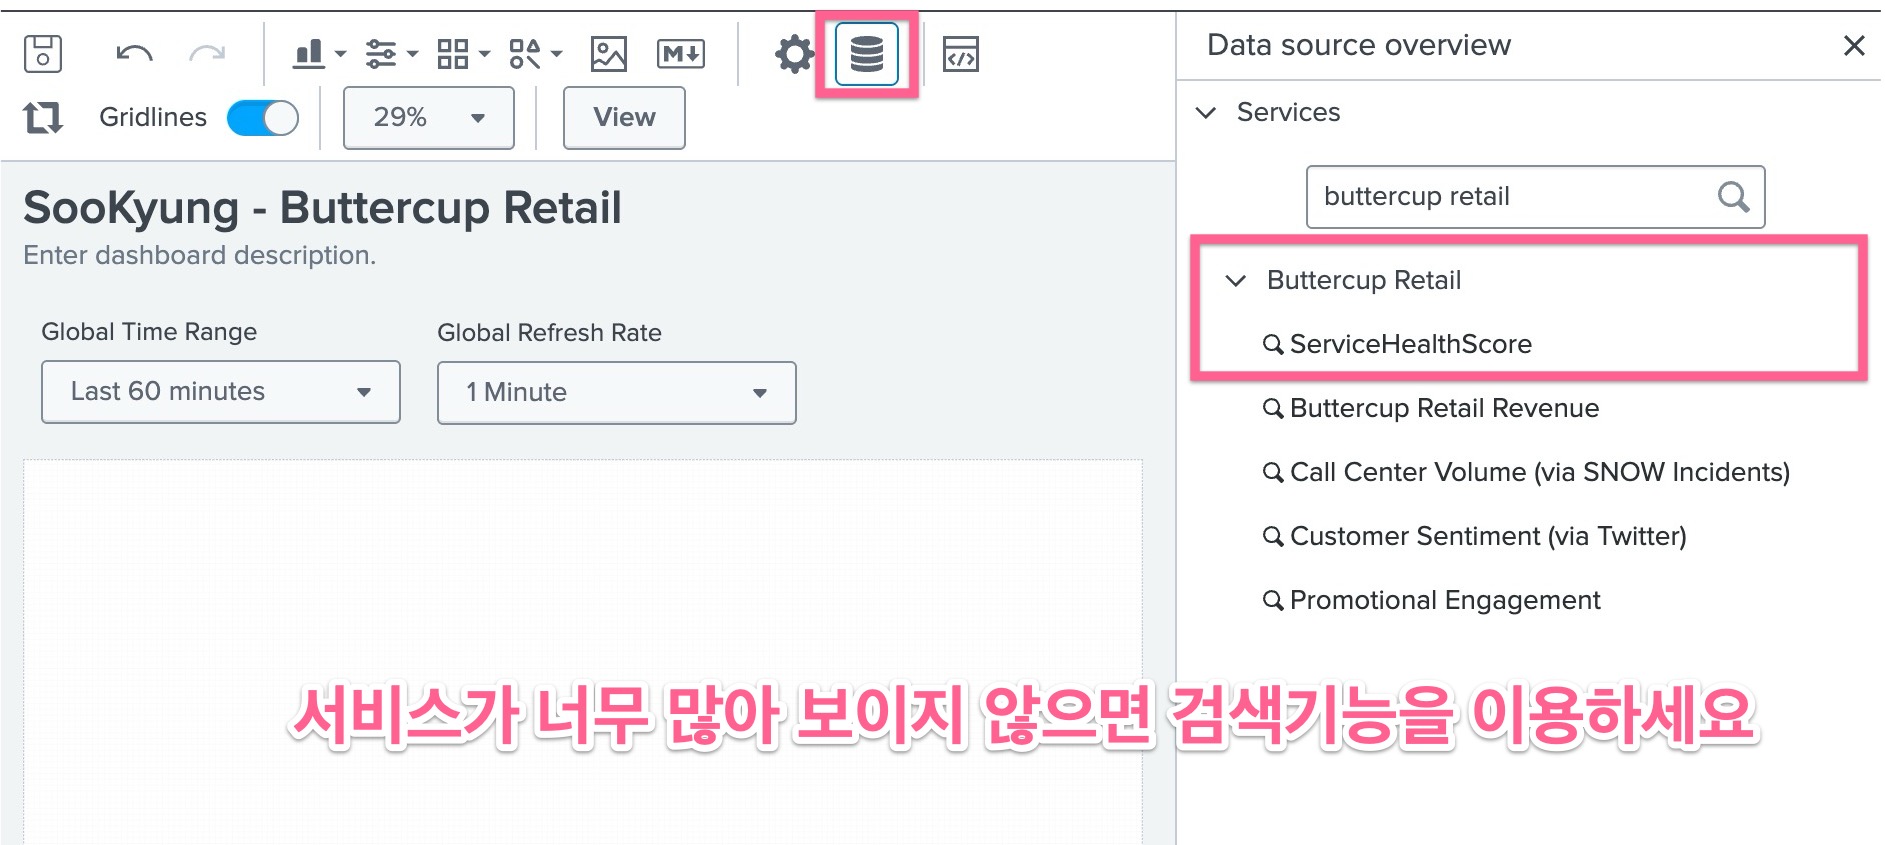 Data source overview
M↓
Gridlines
29%
View
Services
buttercup retail
SooKyung - Buttercup Retail
Enter dashboard description.
Buttercup Retail
Global Time Range
Global Refresh Rate
ServiceHealthScore
Last 60 minutes
1 Minute
Buttercup Retail Revenue
Call Center Volume (via SNOW Incidents)
Customer Sentiment (via Twitter)
Promotional Engagement
서비스가 너무 많아 보이지 않으면 검색기능을 이용하세요